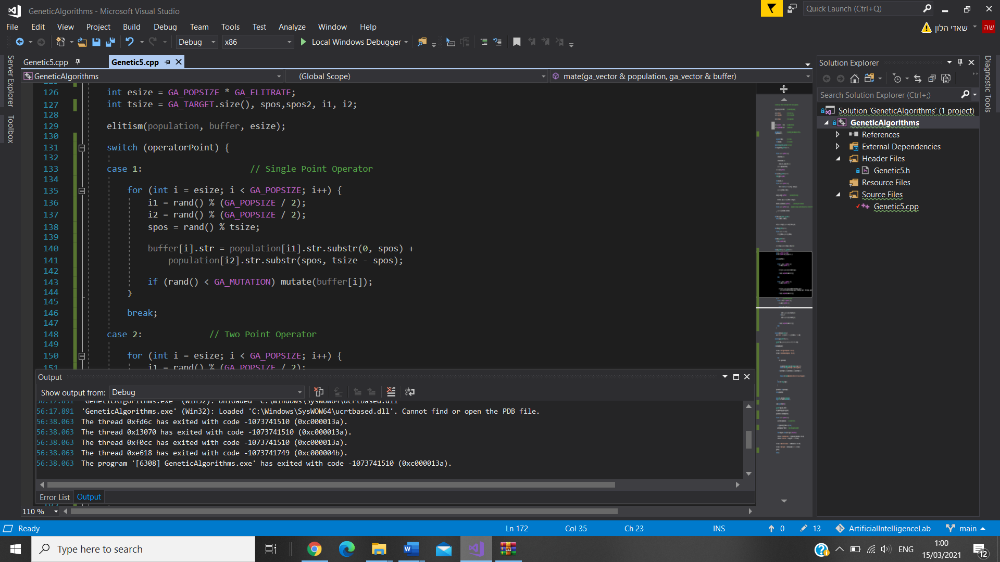 GeneticAlgorithms - Microsoft Visual Studio
Quick Launch (Ctrl+Q)
File Edit View Project Build Debug Team Tools Test Analyze Window Help
שאדי הלון
שה
Debug x86 Local Windows Debugger
Server Explorer
Toolbox
Genetic5.cpp Genetic5.cpp
GeneticAlgorithms (Global Scope) mate(ga_vector & population, ga_vector & buffer)
126 int esize = GA_POPSIZE * GA_ELITRATE;
127 int tsize = GA_TARGET.size(), spos,spos2, i1, i2;
128
129 elitism(population, buffer, esize);
130
131 switch (operatorPoint) {
132
133 case 1: // Single Point Operator
134
135 for (int i = esize; i < GA_POPSIZE; i++) {
136 i1 = rand() % (GA_POPSIZE / 2);
137 i2 = rand() % (GA_POPSIZE / 2);
138 spos = rand() % tsize;
139
140 buffer[i].str = population[i1].str.substr(0, spos) +
141 population[i2].str.substr(spos, tsize - spos);
142
143 if (rand() < GA_MUTATION) mutate(buffer[i]);
144 }
145
146 break;
147
148 case 2: // Two Point Operator
149
150 for (int i = esize; i < GA_POPSIZE; i++) {
151 i1 = rand() % (GA_POPSIZE / 2);
Output
Show output from: Debug
56:17.891 'GeneticAlgorithms.exe' (Win32): Unloaded 'C:\Windows\SysWOW64\ucrtbased.dll'
56:17.891 'GeneticAlgorithms.exe' (Win32): Loaded 'C:\Windows\SysWOW64\ucrtbased.dll'. Cannot find or open the PDB file.
56:38.063 The thread 0xfd6c has exited with code -1073741510 (0xc000013a).
56:38.063 The thread 0x13070 has exited with code -1073741510 (0xc000013a).
56:38.063 The thread 0xf0cc has exited with code -1073741510 (0xc000013a).
56:38.063 The thread 0xe618 has exited with code -1073741749 (0xc000004b).
56:38.063 The program '[6308] GeneticAlgorithms.exe' has exited with code -1073741510 (0xc000013a).
Error List Output
110 %
Solution Explorer
Search Solution Explorer (Ctrl+;)
Solution 'GeneticAlgorithms' (1 project)
GeneticAlgorithms
References
External Dependencies
Header Files
Genetic5.h
Resource Files
Source Files
Genetic5.cpp
Diagnostic Tools
Ready Ln 172 Col 35 Ch 23 INS 0 13 ArtificialIntelligenceLab main
Type here to search
ENG
1:00
15/03/2021
12